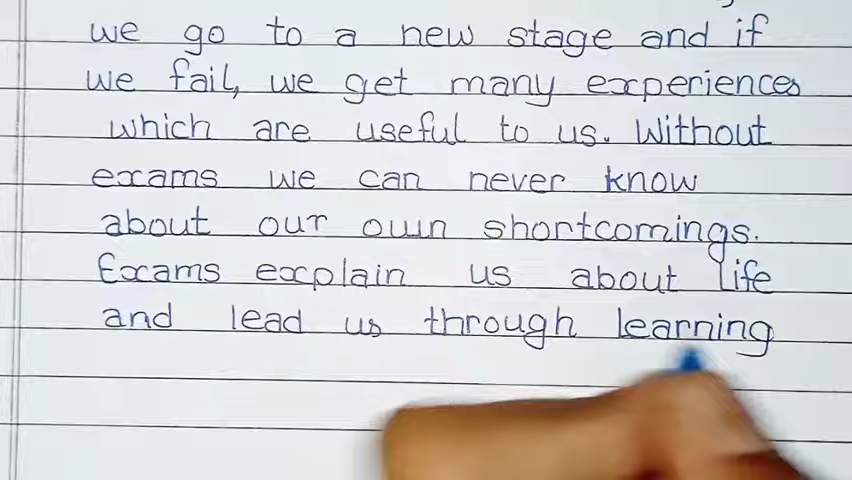 we go to a new stage and if
we fail, we get many experiences
which are useful to us. Without
exams we can never know
about our own shortcomings.
Exams explain us about life
and lead us through learning